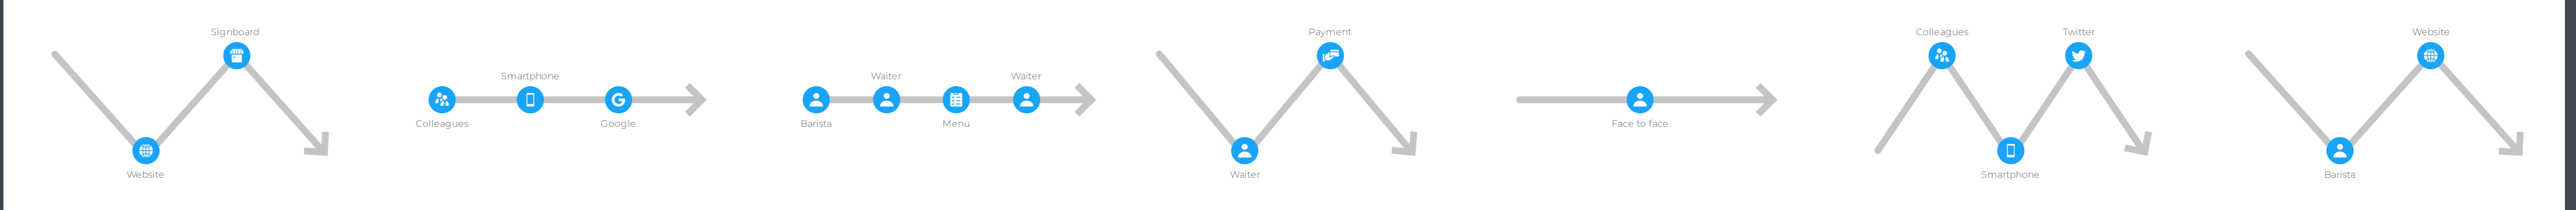 Signboard
Website
Smartphone
Colleagues
Google
Waiter
Waiter
Barista
Menu
Payment
Waiter
Face to face
Colleagues
Twitter
Smartphone
Website
Barista